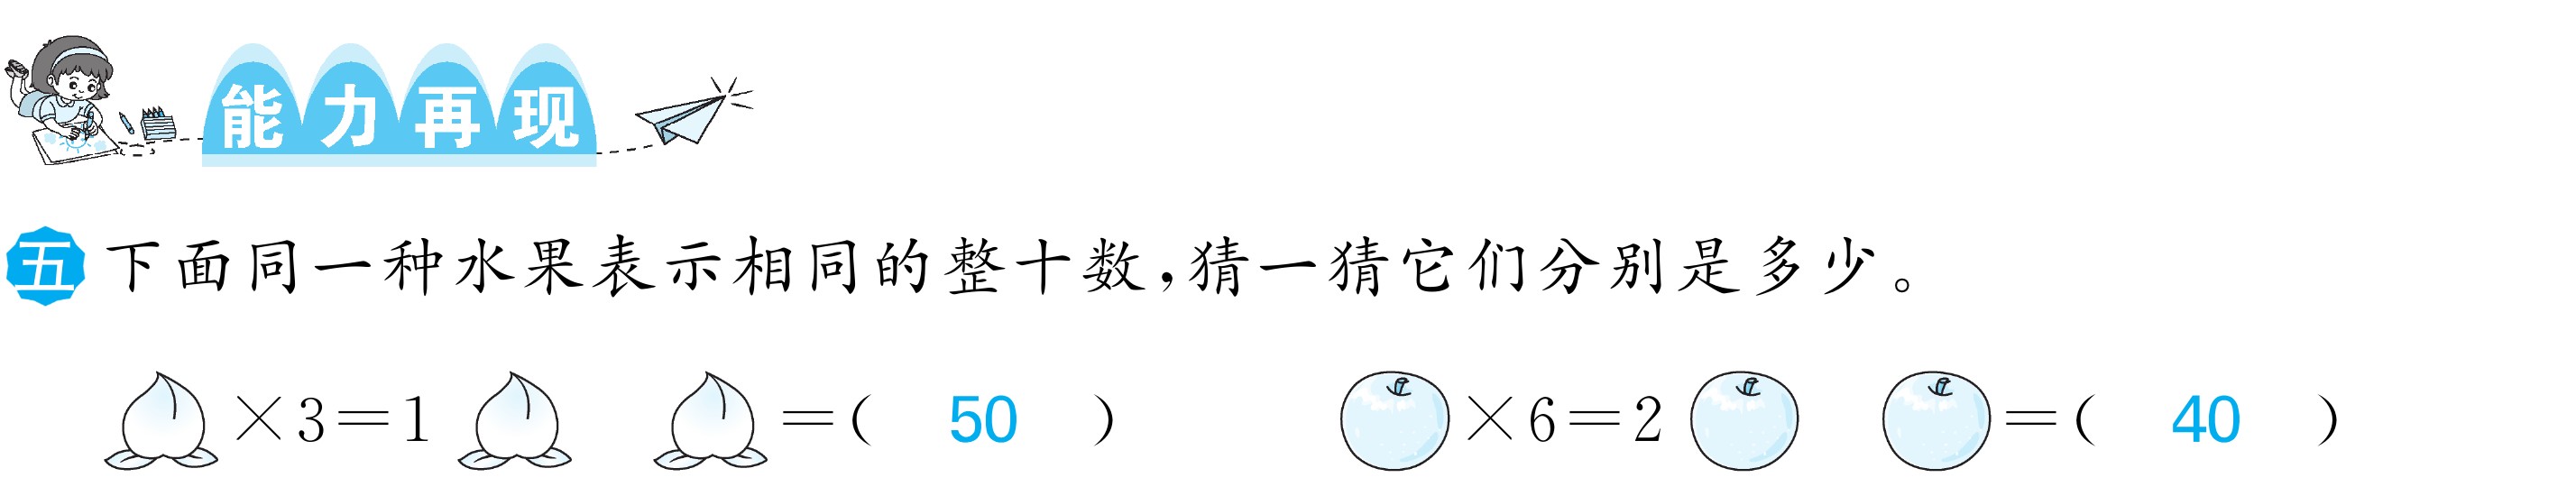 能力再现
五 下面同一种水果表示相同的整十数,猜一猜它们分别是多少。
×3=1 =( 50 ) ×6=2 =( 40 )